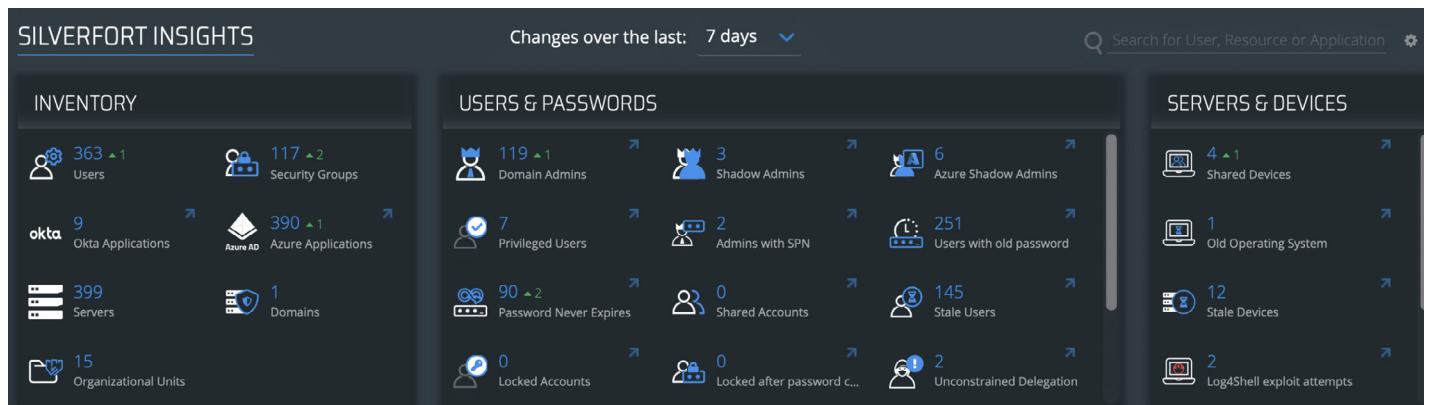 SILVERFORT INSIGHTS
Changes over the last: 7 days
Search for User, Resource or Application
INVENTORY
363 1
Users
117 2
Security Groups
okta
9
Okta Applications
Azure AD
390 1
Azure Applications
399
Servers
1
Domains
15
Organizational Units
USERS & PASSWORDS
119 1
Domain Admins
3
Shadow Admins
A
6
Azure Shadow Admins
7
Privileged Users
2
Admins with SPN
251
Users with old password
90 2
Password Never Expires
0
Shared Accounts
145
Stale Users
0
Locked Accounts
0
Locked after password c...
2
Unconstrained Delegation
SERVERS & DEVICES
4 1
Shared Devices
1
Old Operating System
12
Stale Devices
2
Log4Shell exploit attempts